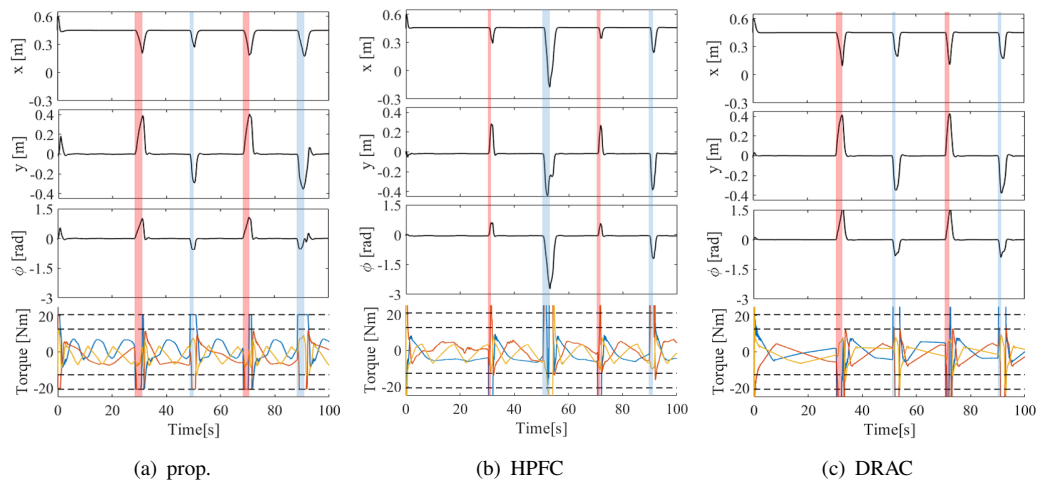 0.6
0.3
0
-0.3
x [m]
0.4
0.2
0
-0.2
-0.4
y [m]
1.5
0
-1.5
-3
ϕ [rad]
20
0
-20
Torque [Nm]
0 20 40 60 80 100
Time[s]
(a) prop.
0.6
0.3
0
-0.3
x [m]
0.4
0.2
0
-0.2
-0.4
y [m]
1.5
0
-1.5
-3
ϕ [rad]
20
0
-20
Torque [Nm]
0 20 40 60 80 100
Time[s]
(b) HPFC
0.6
0.3
0
-0.3
x [m]
0.4
0.2
0
-0.2
-0.4
y [m]
1.5
0
-1.5
-3
ϕ [rad]
20
0
-20
Torque [Nm]
0 20 40 60 80 100
Time[s]
(c) DRAC